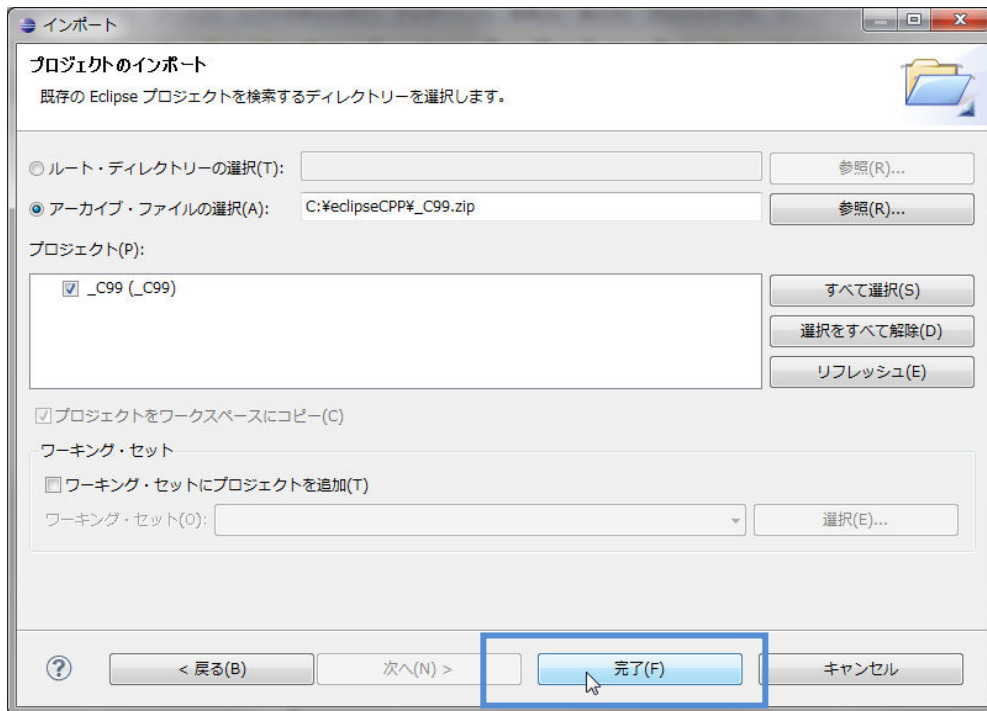 インポート
プロジェクトのインポート
既存の Eclipse プロジェクトを検索するディレクトリーを選択します。
ルート・ディレクトリーの選択(T):
参照(R)...
アーカイブ・ファイルの選択(A): C:¥eclipseCPP¥_C99.zip 参照(R)...
プロジェクト(P):
_C99 (_C99)
すべて選択(S)
選択をすべて解除(D)
リフレッシュ(E)
プロジェクトをワークスペースにコピー(C)
ワーキング・セット
ワーキング・セットにプロジェクトを追加(T)
ワーキング・セット(O): 選択(E)...
? < 戻る(B) 次へ(N) > 完了(F) キャンセル